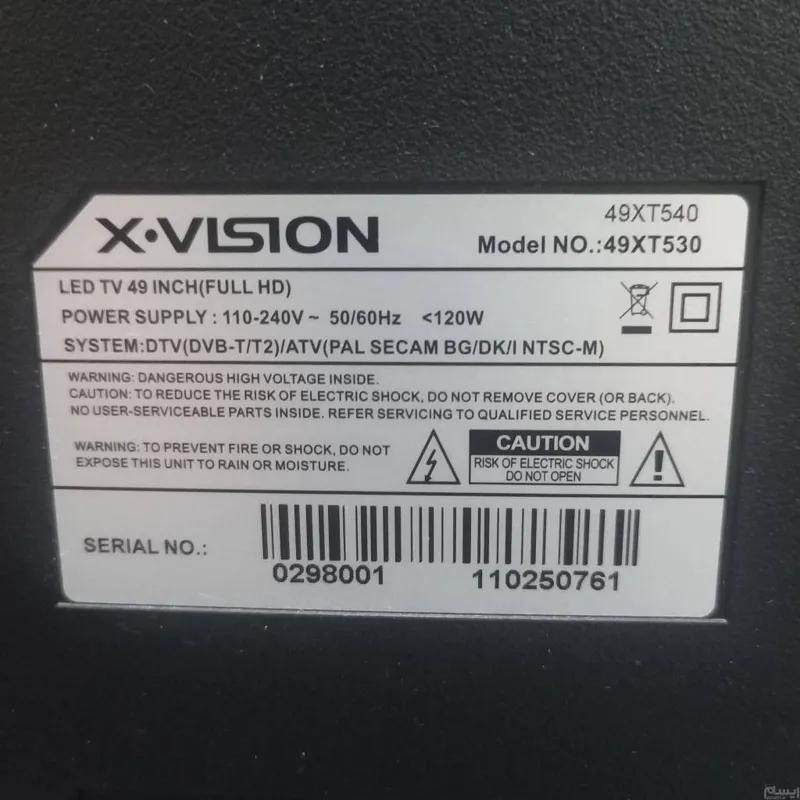 X·VISION
49XT540
Model NO.:49XT530
LED TV 49 INCH(FULL HD)
POWER SUPPLY : 110-240V ~ 50/60Hz <120W
SYSTEM:DTV(DVB-T/T2)/ATV(PAL SECAM BG/DK/I NTSC-M)
WARNING: DANGEROUS HIGH VOLTAGE INSIDE.
CAUTION: TO REDUCE THE RISK OF ELECTRIC SHOCK, DO NOT REMOVE COVER (OR BACK).
NO USER-SERVICEABLE PARTS INSIDE. REFER SERVICING TO QUALIFIED SERVICE PERSONNEL.
WARNING: TO PREVENT FIRE OR SHOCK, DO NOT
EXPOSE THIS UNIT TO RAIN OR MOISTURE.
CAUTION
RISK OF ELECTRIC SHOCK
DO NOT OPEN
SERIAL NO.:
0298001 110250761
ایسام